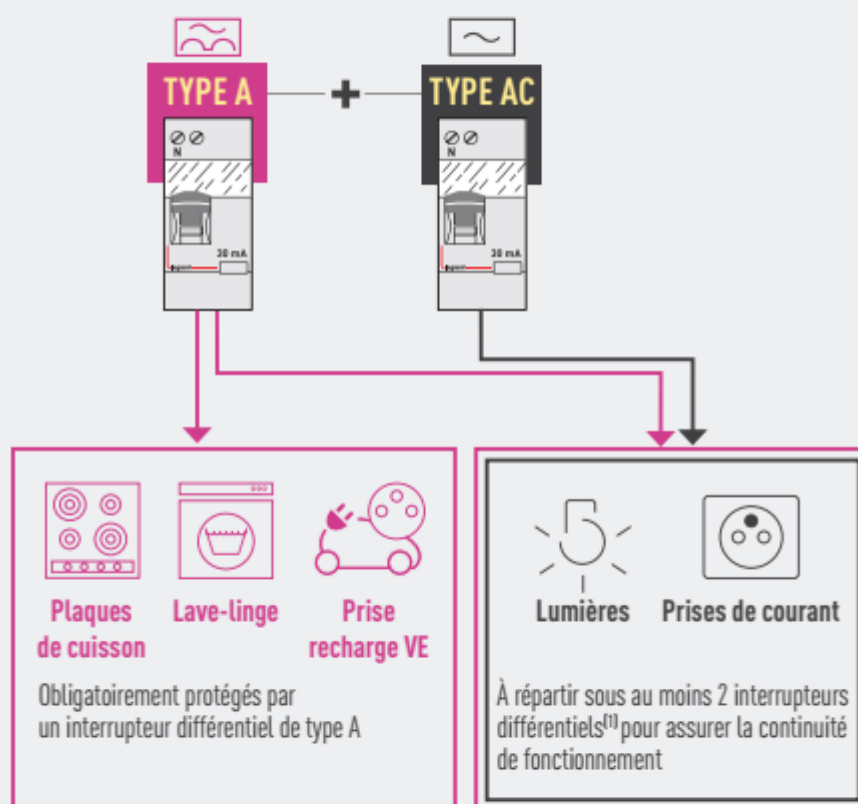 TYPE A
TYPE AC
N
N
30 mA
30 mA
legrand
legrand
Plaques
de cuisson
Lave-linge
Prise
recharge VE
Obligatoirement protégés par
un interrupteur différentiel de type A
Lumières
Prises de courant
À répartir sous au moins 2 interrupteurs
différentiels(1) pour assurer la continuité
de fonctionnement